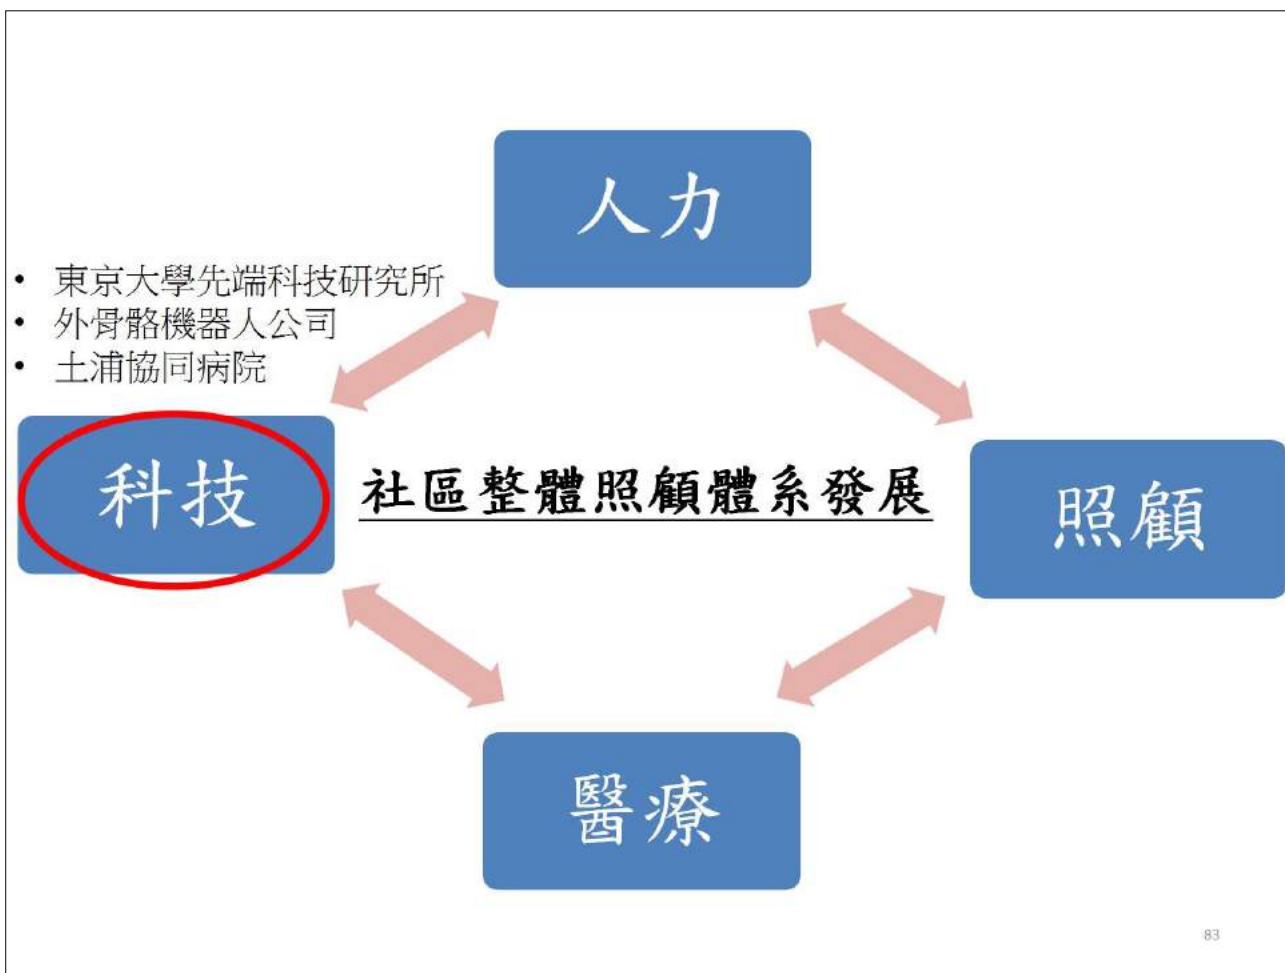 人力
• 東京大學先端科技研究所
• 外骨骼機器人公司
• 土浦協同病院
科技
社區整體照顧體系發展
照顧
醫療
83